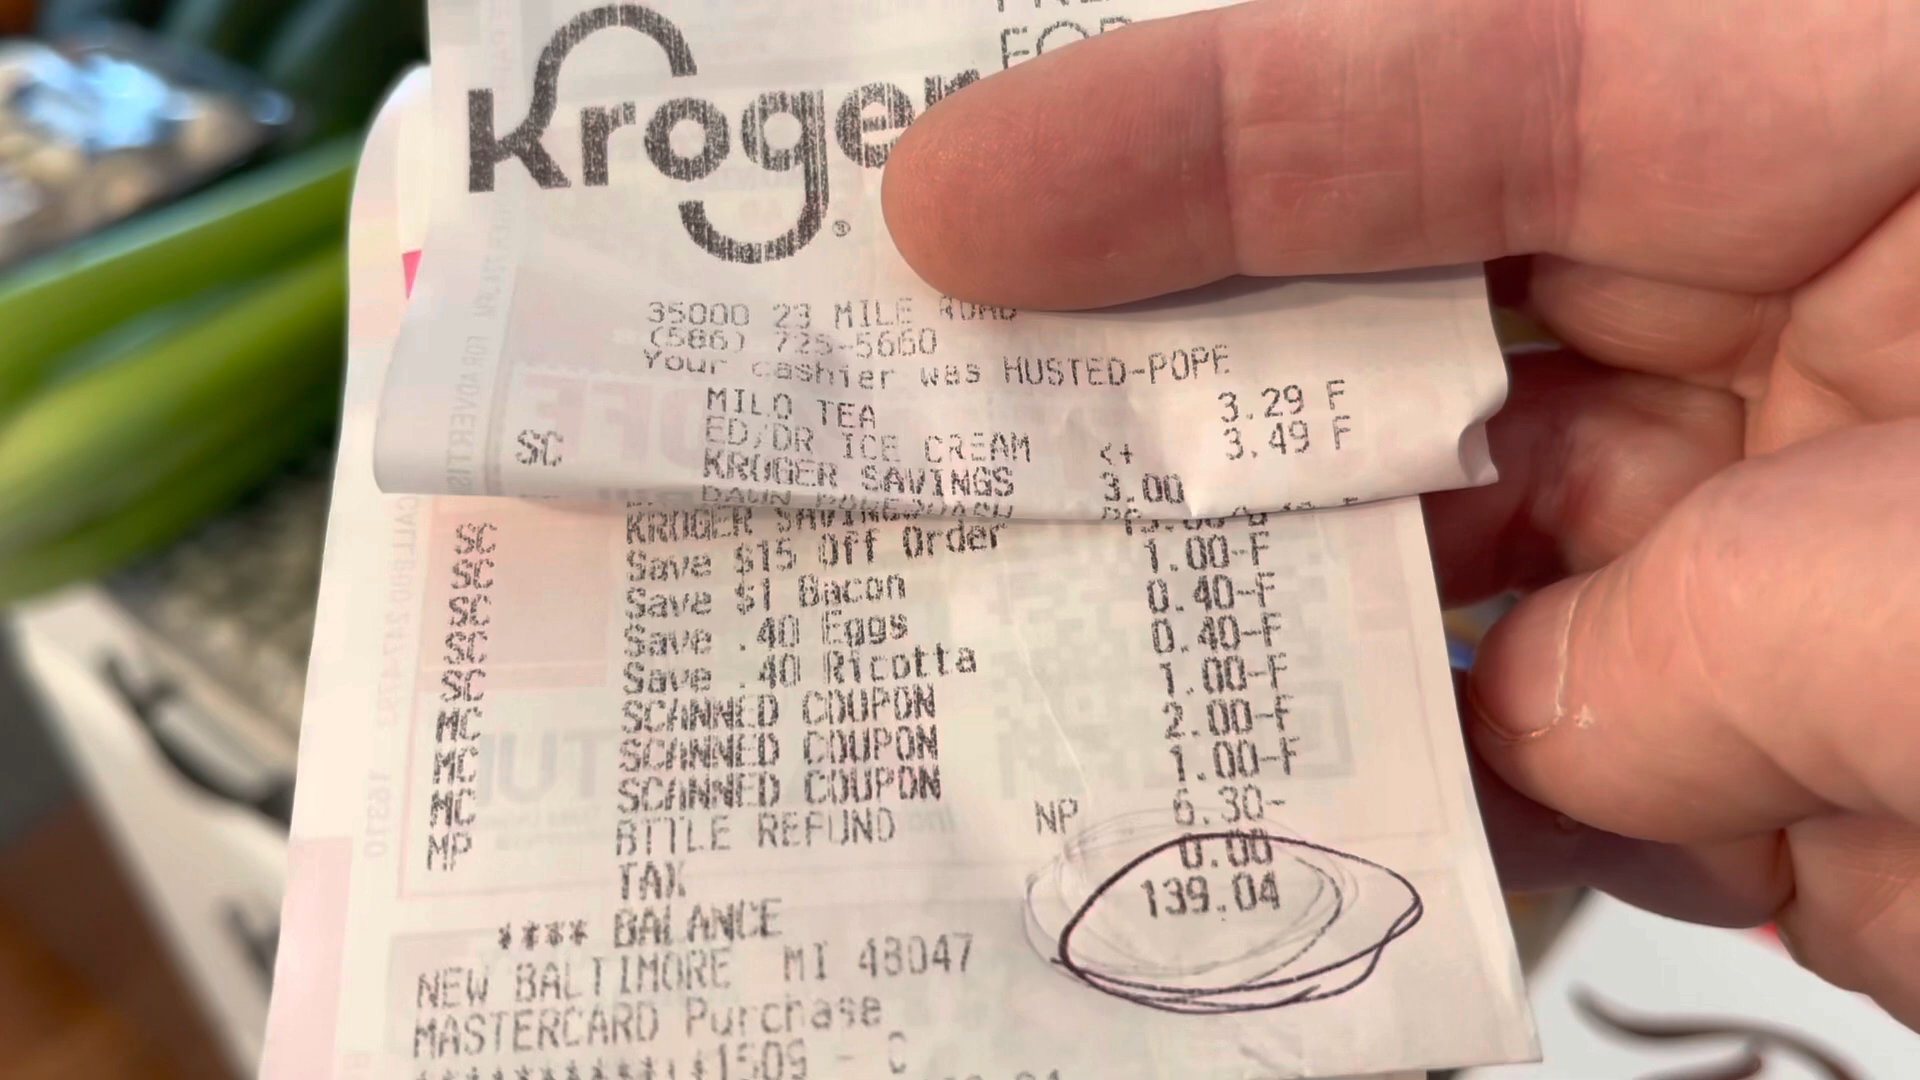 Kroger
35000 23 MILE ROAD
(586) 725-5660
Your cashier was HUSTED-POPE
MILO TEA 3.29 F
SC ED/DR ICE CREAM <+ 3.49 F
KROGER SAVINGS 3.00
SC KROGER SAVINGS
SC Save $15 Off Order
SC Save $1 Bacon 1.00-F
SC Save .40 Eggs 0.40-F
SC Save .40 Ricotta 0.40-F
MC SCANNED COUPON 1.00-F
MC SCANNED COUPON 2.00-F
MC SCANNED COUPON 1.00-F
MP BTTLE REFUND NP 6.30-
TAX 0.00
**** BALANCE 139.04
NEW BALTIMORE MI 48047
MASTERCARD Purchase
1509 - C